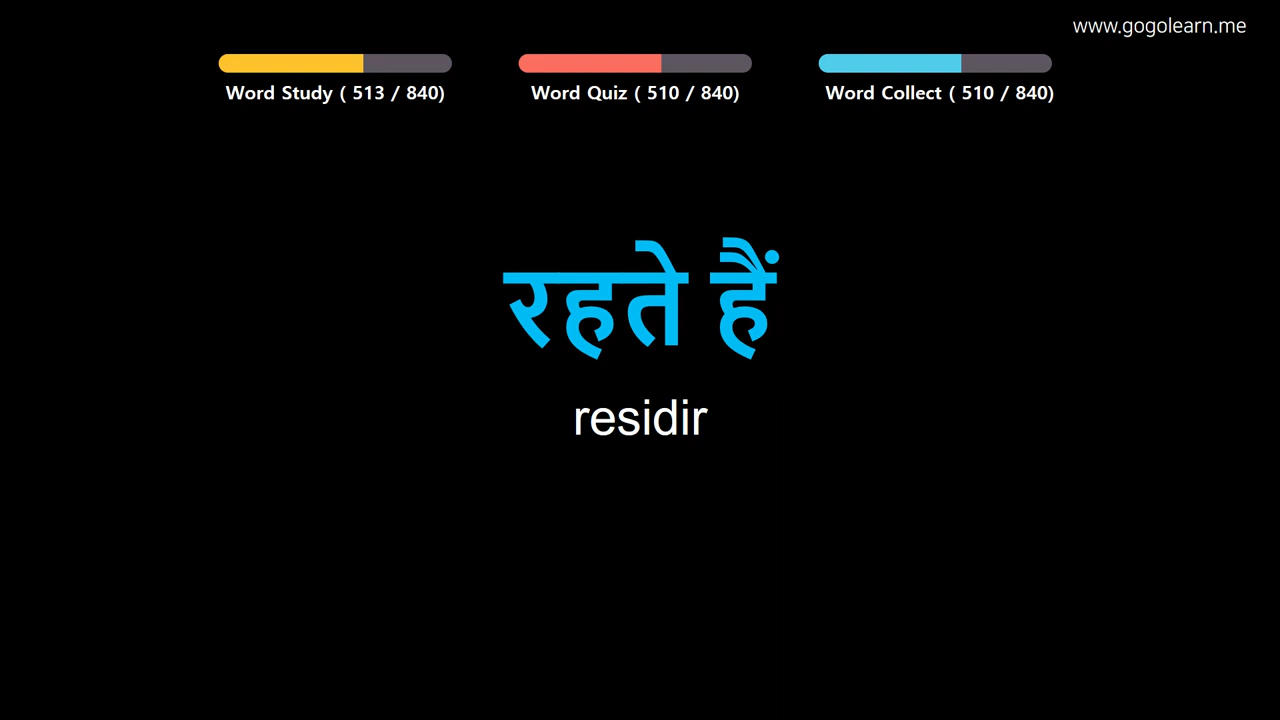 www.gogolearn.me
Word Study ( 513 / 840)
Word Quiz ( 510 / 840)
Word Collect ( 510 / 840)
रहते हैं
residir